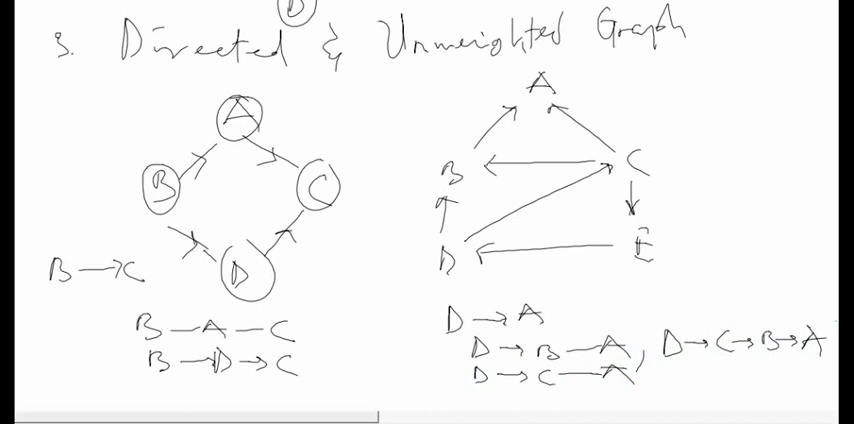 D
3. Directed & Unweighted Graph
A
B
C
D
B → C
B — A — C
B → D → C
A
B
C
D
E
D → A
D → B — A, D → C → B → A
D → C — A